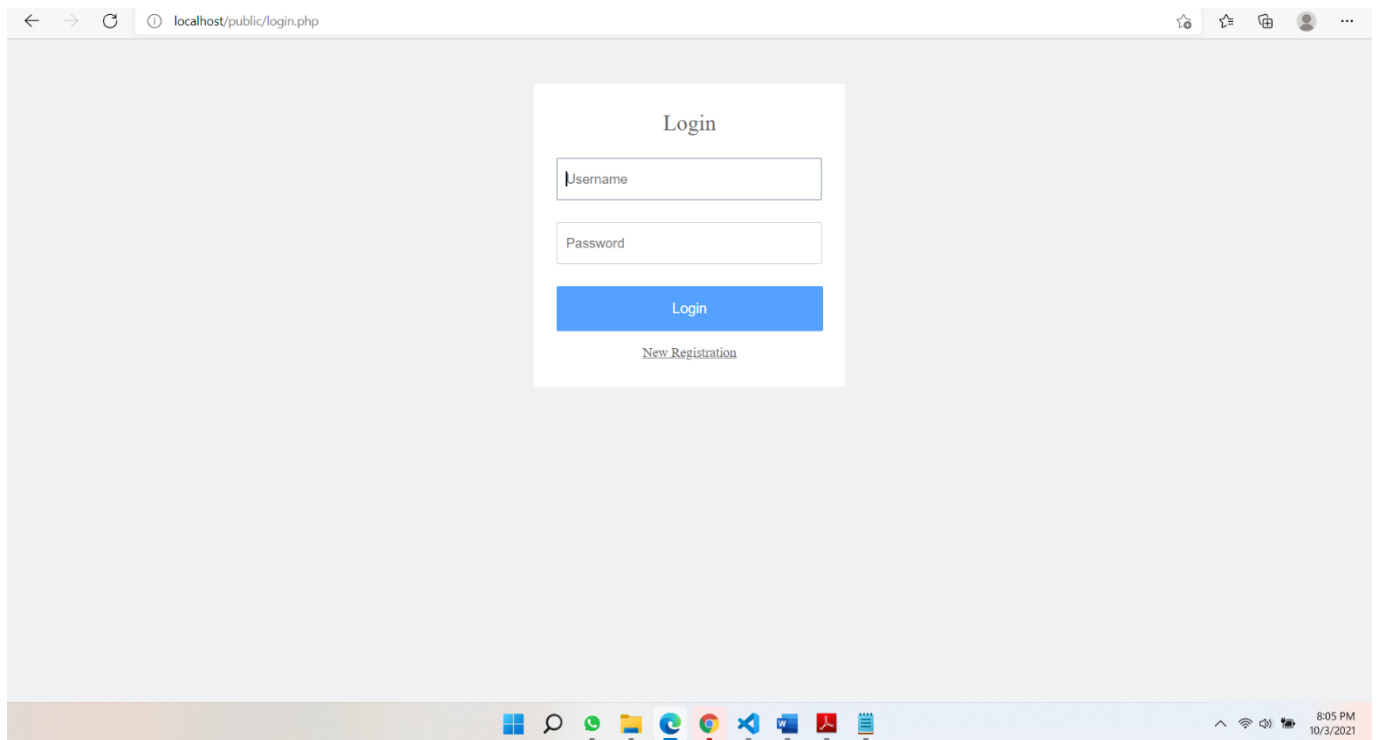 localhost/public/login.php
Login
Username
Password
Login
New Registration
8:05 PM
10/3/2021